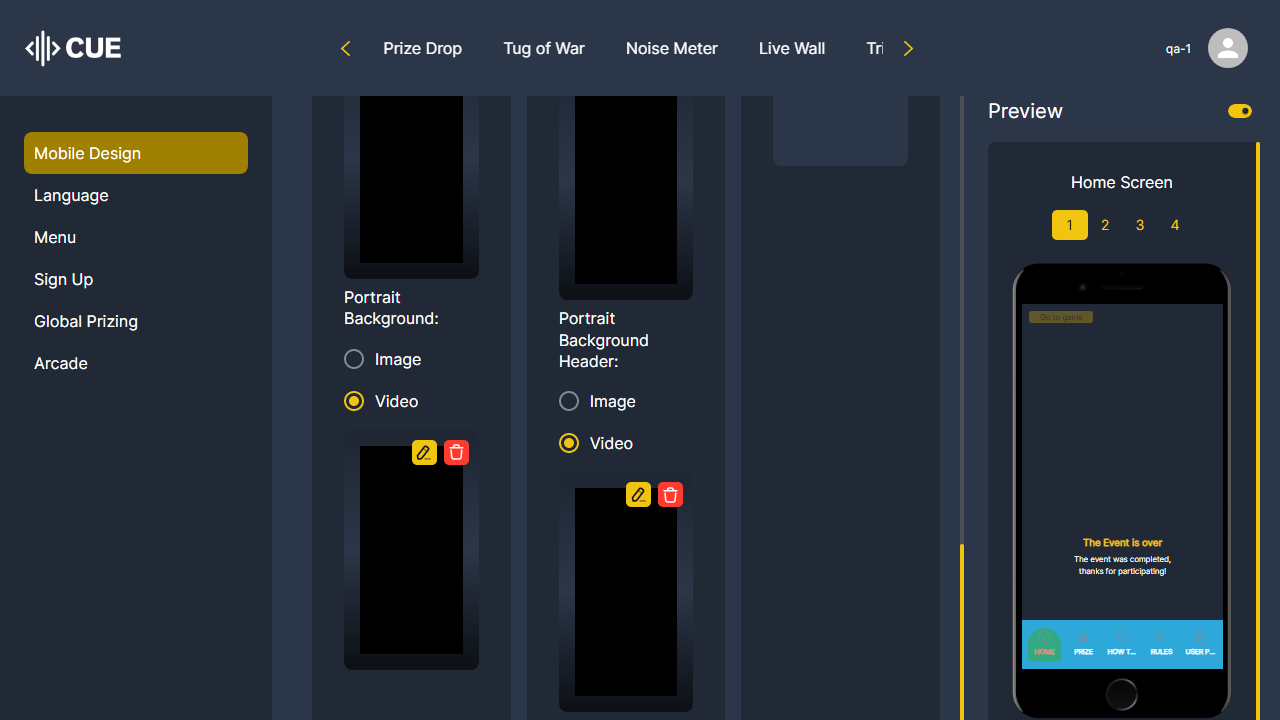 CUE
Prize Drop
Tug of War
Noise Meter
Live Wall
Tri
qa-1
Mobile Design
Language
Menu
Sign Up
Global Prizing
Arcade
Portrait
Background:
Image
Video
Portrait
Background
Header:
Image
Video
Preview
Home Screen
1 2 3 4
Go to game
The Event is over
The event was completed,
thanks for participating!
HOME PRIZE HOW T... RULES USER P...